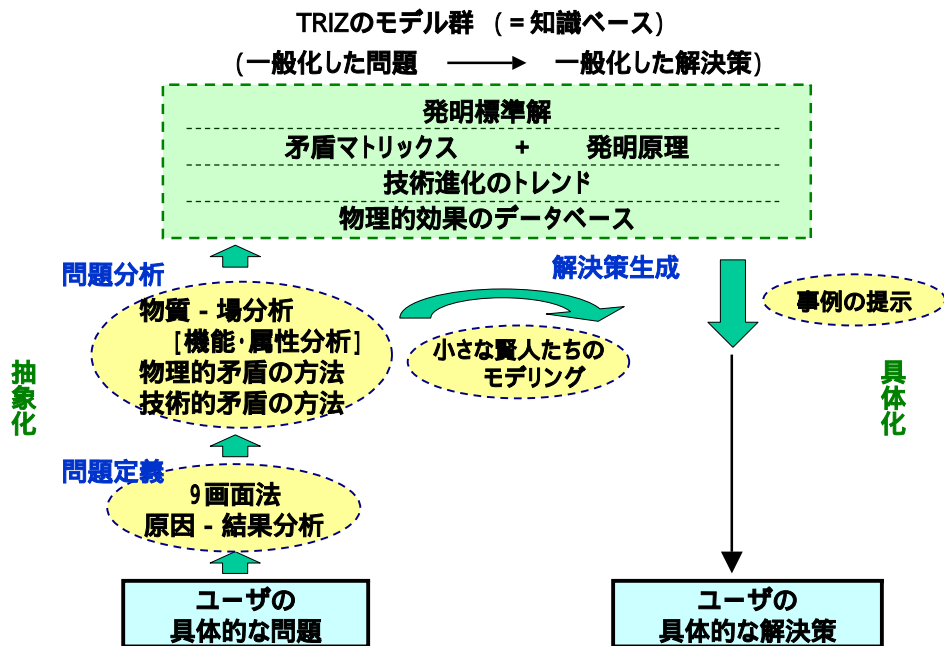 TRIZのモデル群 (=知識ベース)
(一般化した問題 → 一般化した解決策)
発明標準解
矛盾マトリックス + 発明原理
技術進化のトレンド
物理的効果のデータベース
問題分析
解決策生成
物質 - 場分析
[機能･属性分析]
物理的矛盾の方法
技術的矛盾の方法
小さな賢人たちの
モデリング
事例の提示
抽象化
具体化
問題定義
9画面法
原因 - 結果分析
ユーザの
具体的な問題
ユーザの
具体的な解決策